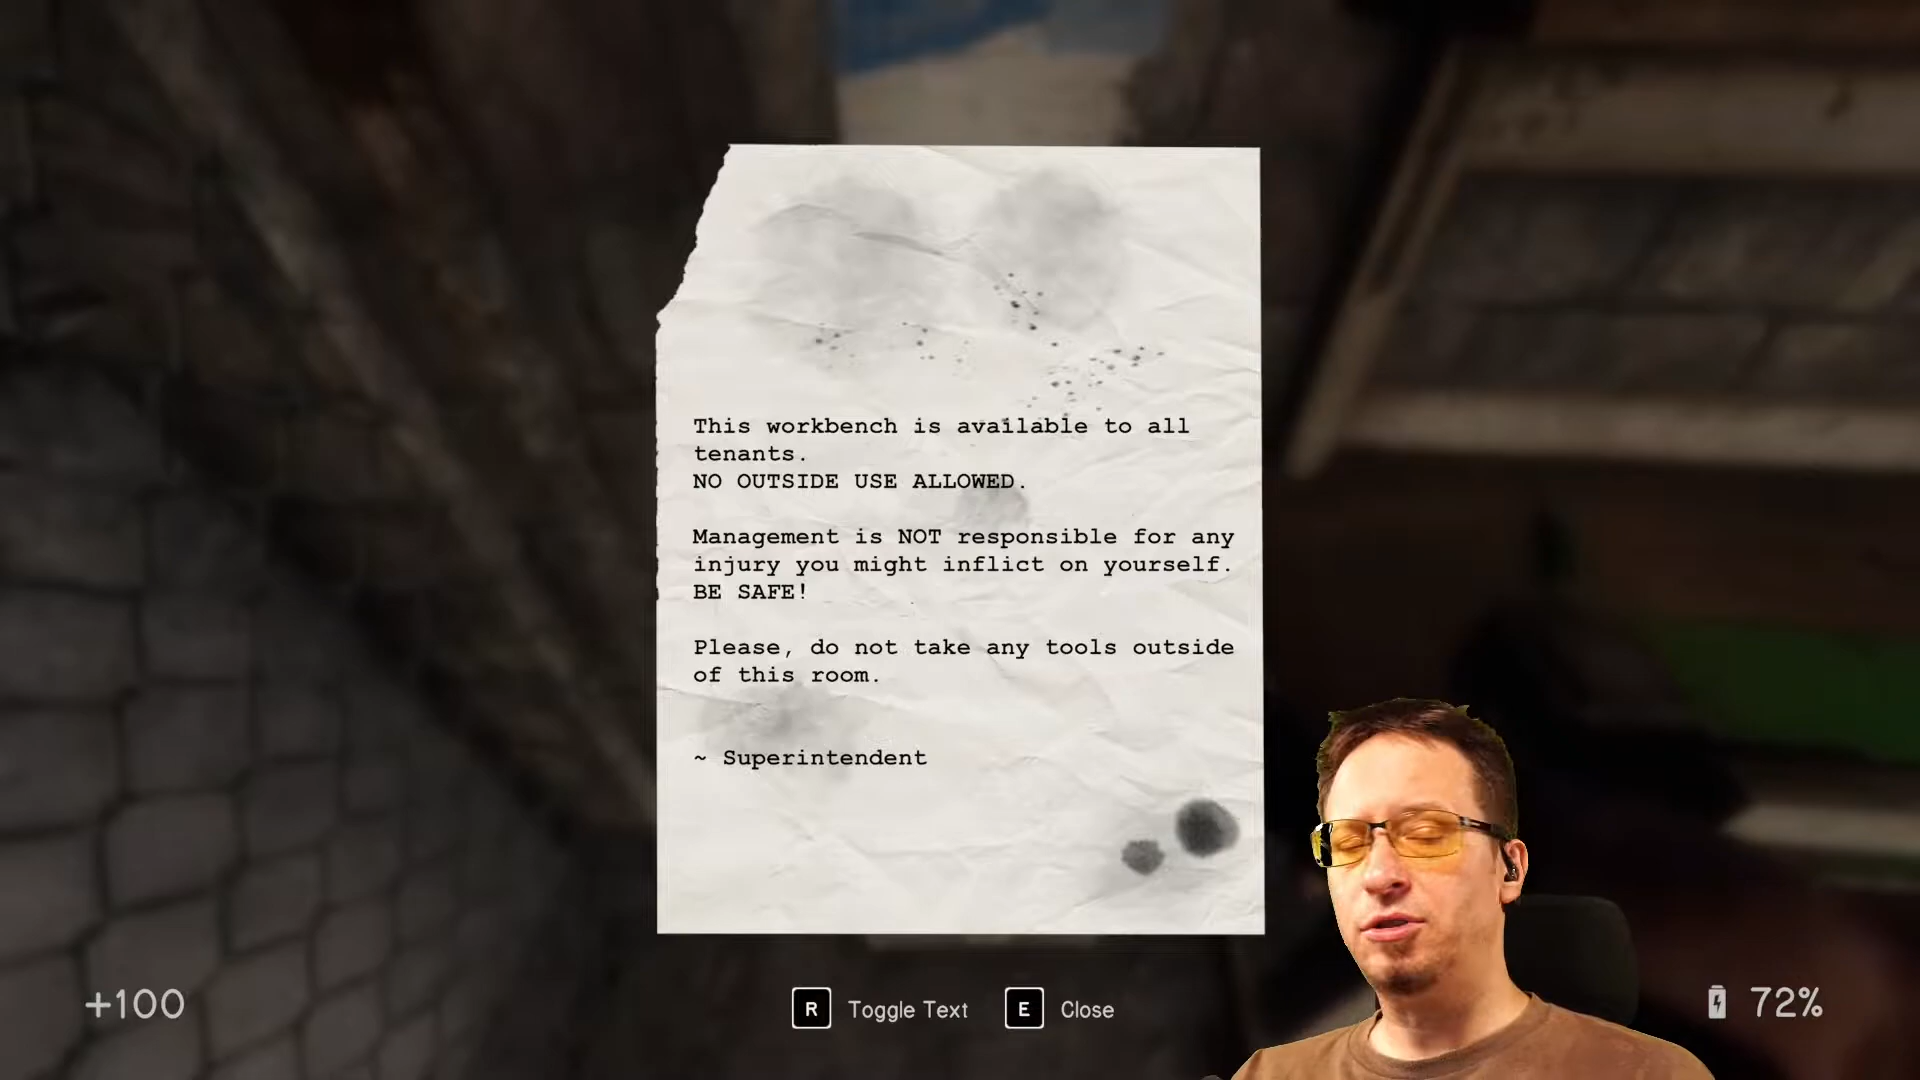 This workbench is available to all
tenants.
NO OUTSIDE USE ALLOWED.
Management is NOT responsible for any
injury you might inflict on yourself.
BE SAFE!
Please, do not take any tools outside
of this room.
~ Superintendent
+100
R Toggle Text E Close
72%